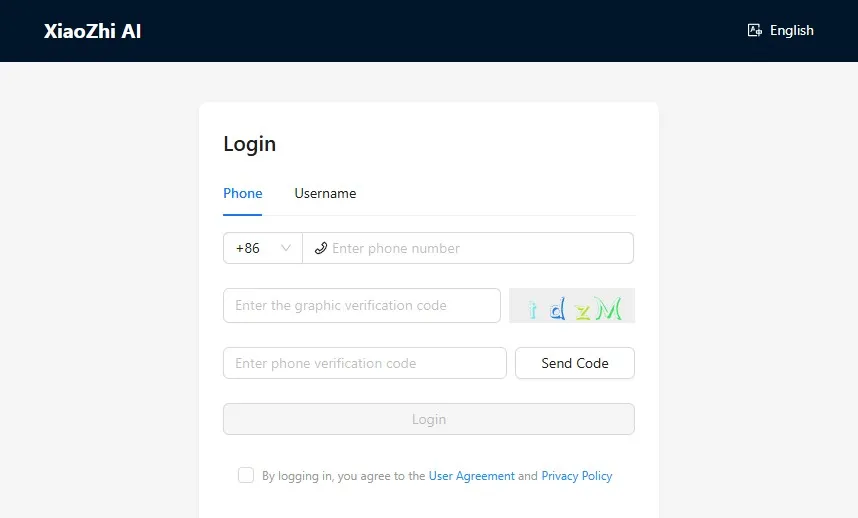 XiaoZhi AI
English
Login
Phone Username
+86 Enter phone number
Enter the graphic verification code
Enter phone verification code Send Code
Login
By logging in, you agree to the User Agreement and Privacy Policy